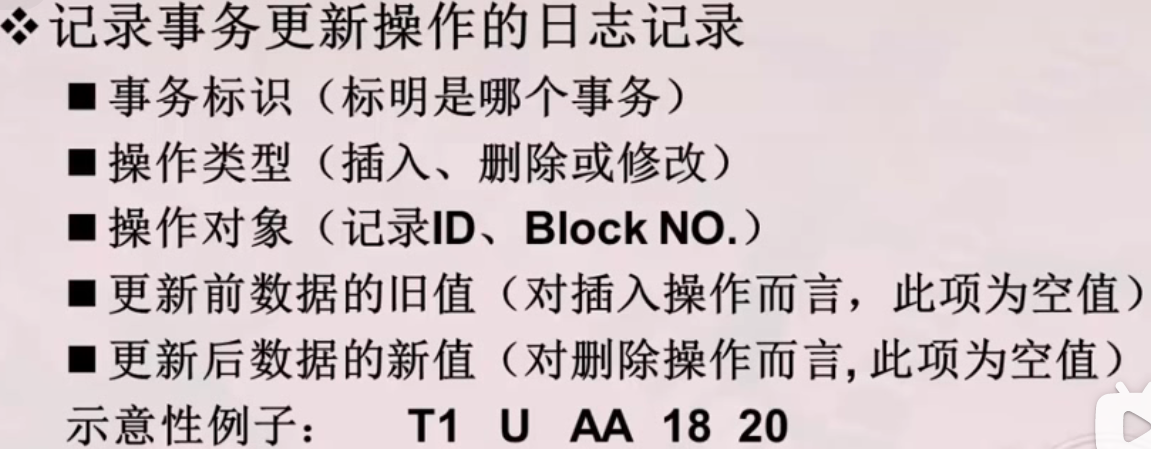 ❖记录事务更新操作的日志记录
■事务标识（标明是哪个事务）
■操作类型（插入、删除或修改）
■操作对象（记录ID、Block NO.）
■更新前数据的旧值（对插入操作而言，此项为空值）
■更新后数据的新值（对删除操作而言,此项为空值）
示意性例子： T1 U AA 18 20